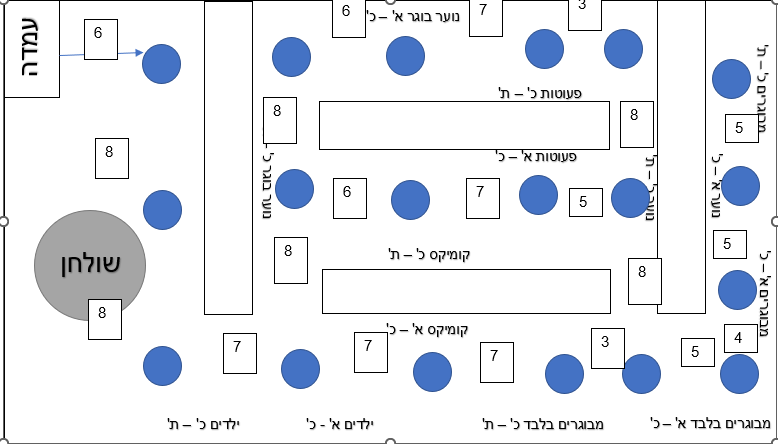 נוער בוגר א' – כ'
3
7
6
עמדה
6
מבוגרים כ' – ת'
פעוטות כ' – ת'
8
8
5
8
פעוטות א' – כ'
נוער א' – כ'
6
7
5
5
8
קומיקס כ' – ת'
8
שולחן
מבוגרים א' – כ'
8
קומיקס א' – כ'
3
4
7
7
7
5
מבוגרים בלבד א' – כ'
מבוגרים בלבד כ' – ת'
ילדים א' - כ'
ילדים כ' – ת'